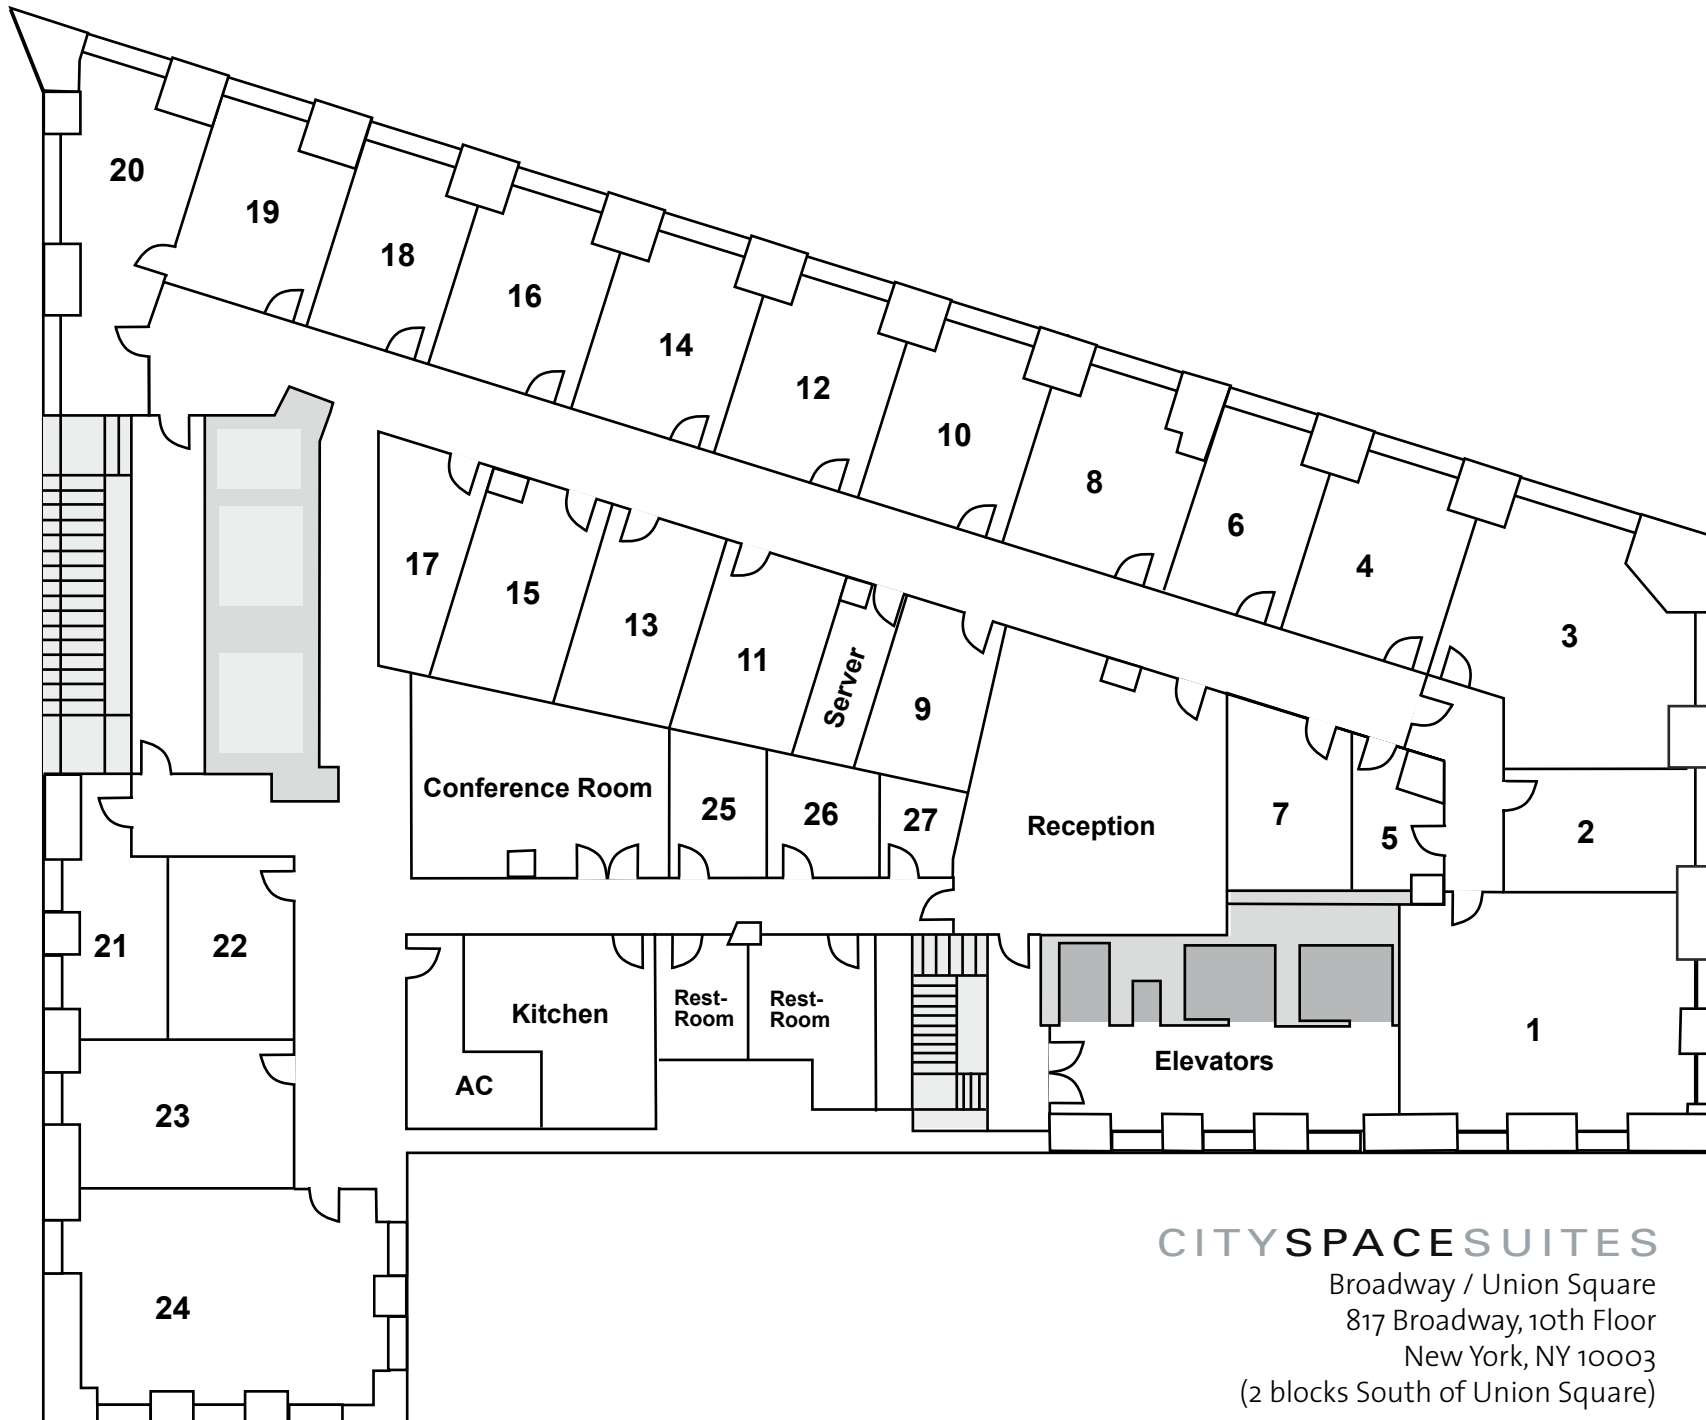 20
19
18
16
14
12
10
8
6
4
3
17
15
13
11
Server
9
Conference Room
25
26
27
Reception
7
5
2
21
22
Kitchen
AC
Rest-
Room
Rest-
Room
Elevators
1
23
24
CITYSPACESUITES
Broadway / Union Square
817 Broadway, 10th Floor
New York, NY 10003
(2 blocks South of Union Square)